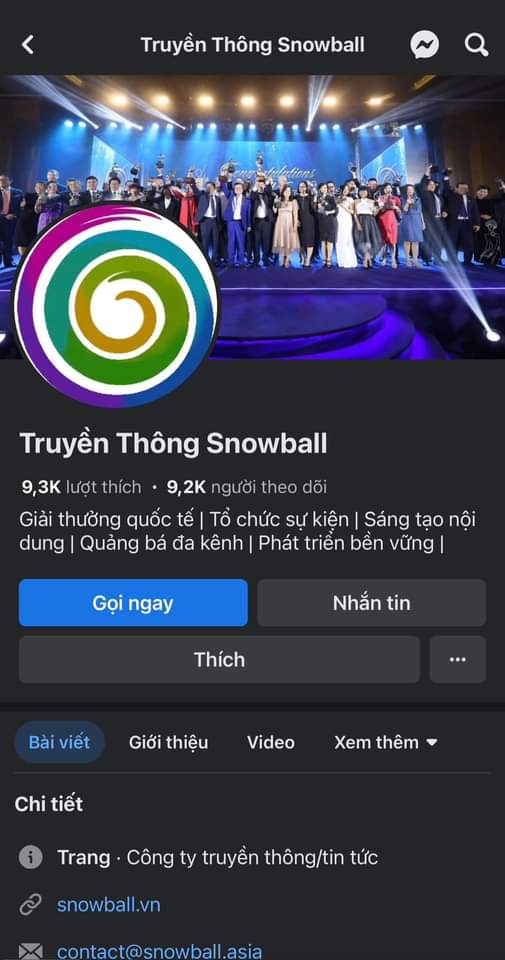 Truyền Thông Snowball
Congratulations
Truyền Thông Snowball
9,3K lượt thích • 9,2K người theo dõi
Giải thưởng quốc tế | Tổ chức sự kiện | Sáng tạo nội
dung | Quảng bá đa kênh | Phát triển bền vững |
Gọi ngay
Nhắn tin
Thích
Bài viết
Giới thiệu
Video
Xem thêm
Chi tiết
Trang · Công ty truyền thông/tin tức
snowball.vn
contact@snowball.asia